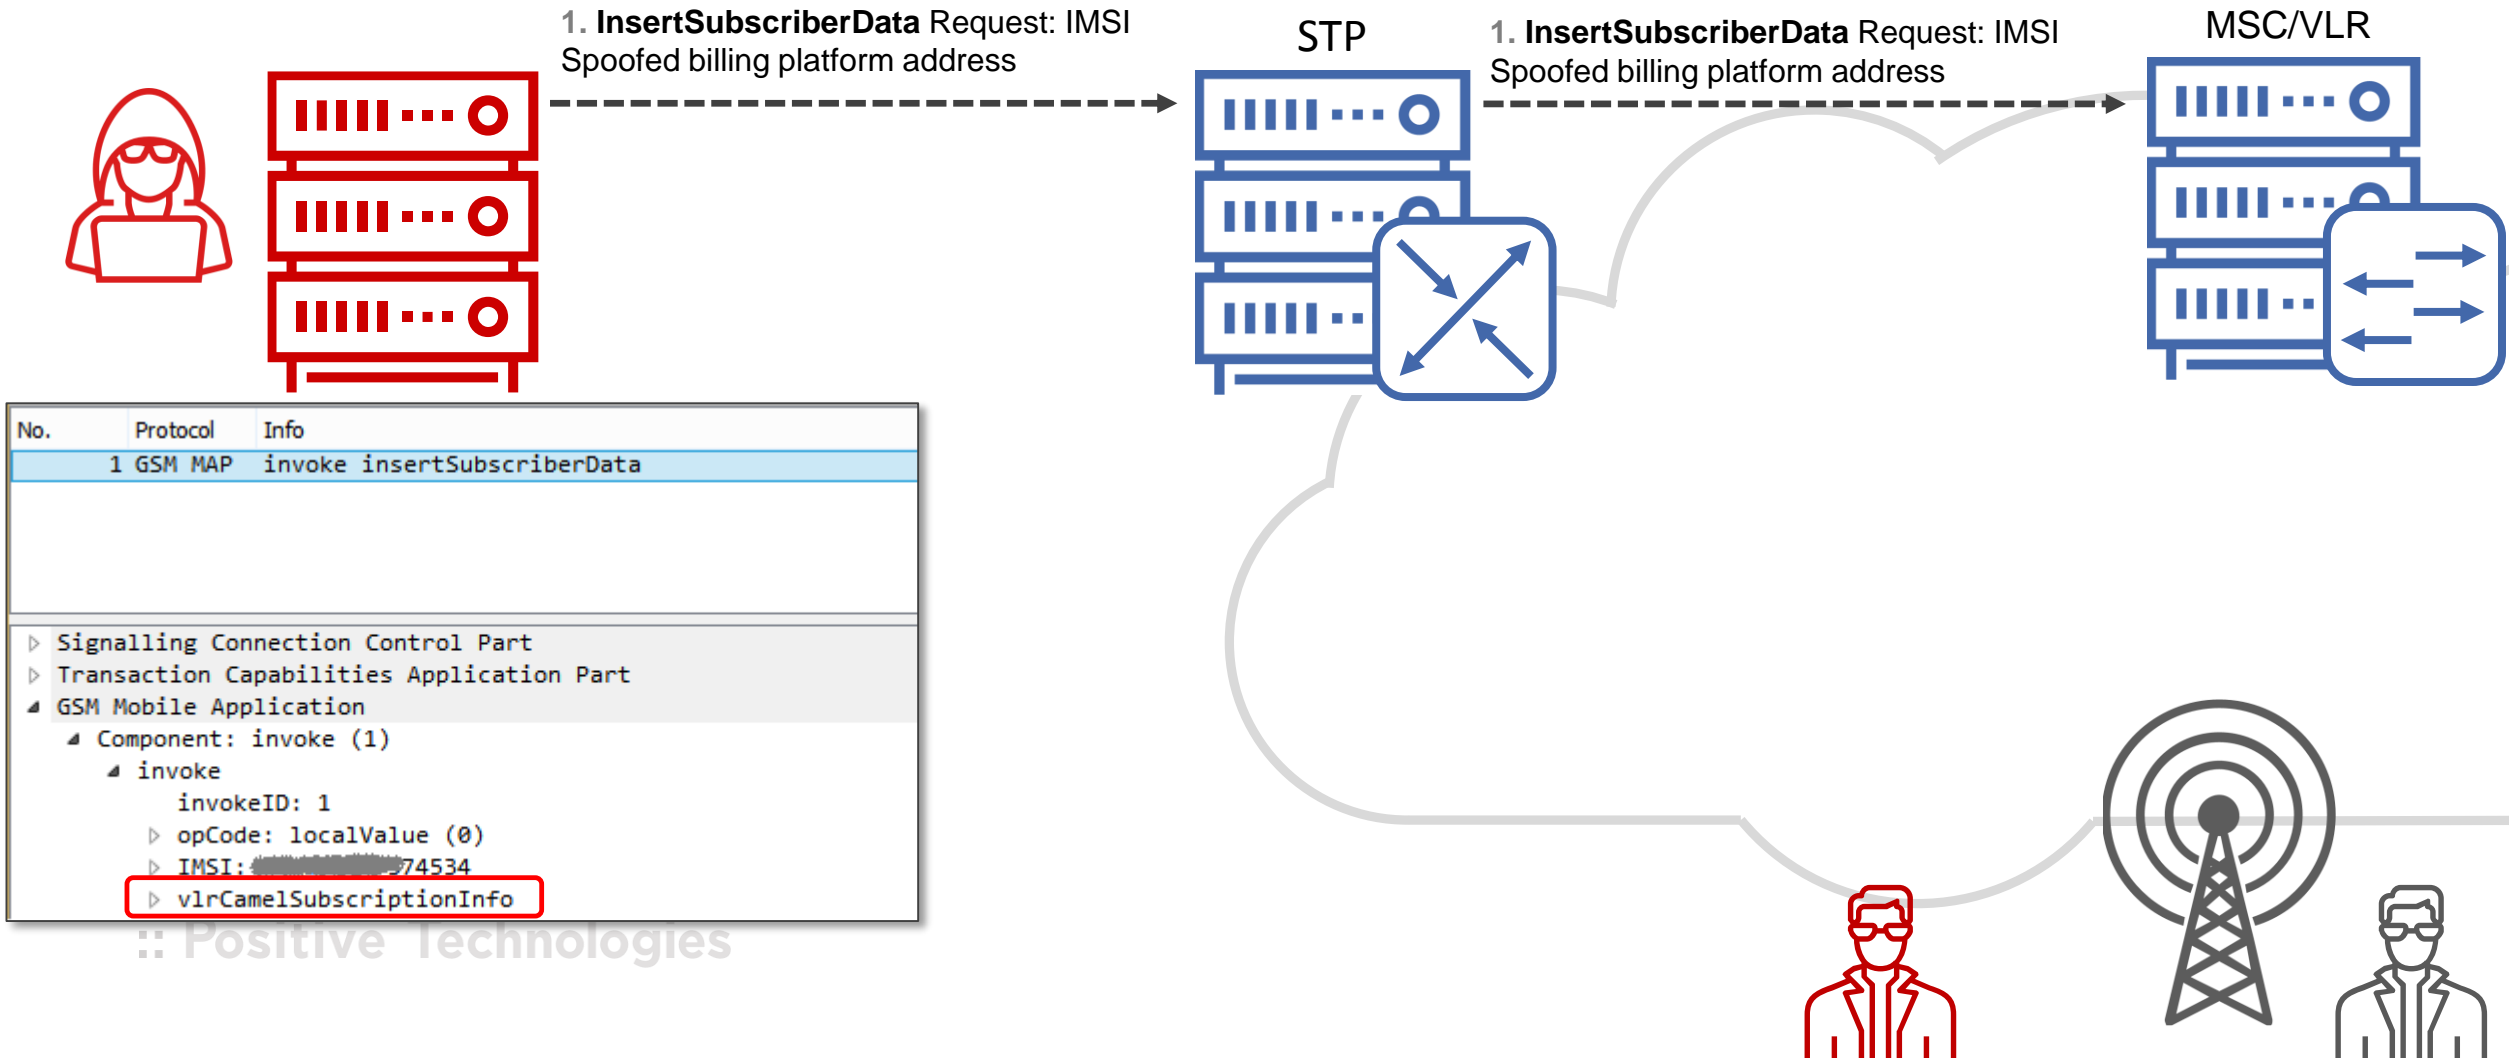 1. InsertSubscriberData Request: IMSI
Spoofed billing platform address
STP
1. InsertSubscriberData Request: IMSI
Spoofed billing platform address
MSC/VLR
No. Protocol Info
1 GSM MAP invoke insertSubscriberData
Signalling Connection Control Part
Transaction Capabilities Application Part
GSM Mobile Application
Component: invoke (1)
invoke
invokeID: 1
opCode: localValue (0)
IMSI: 74534
vlrCamelSubscriptionInfo
Positive Technologies